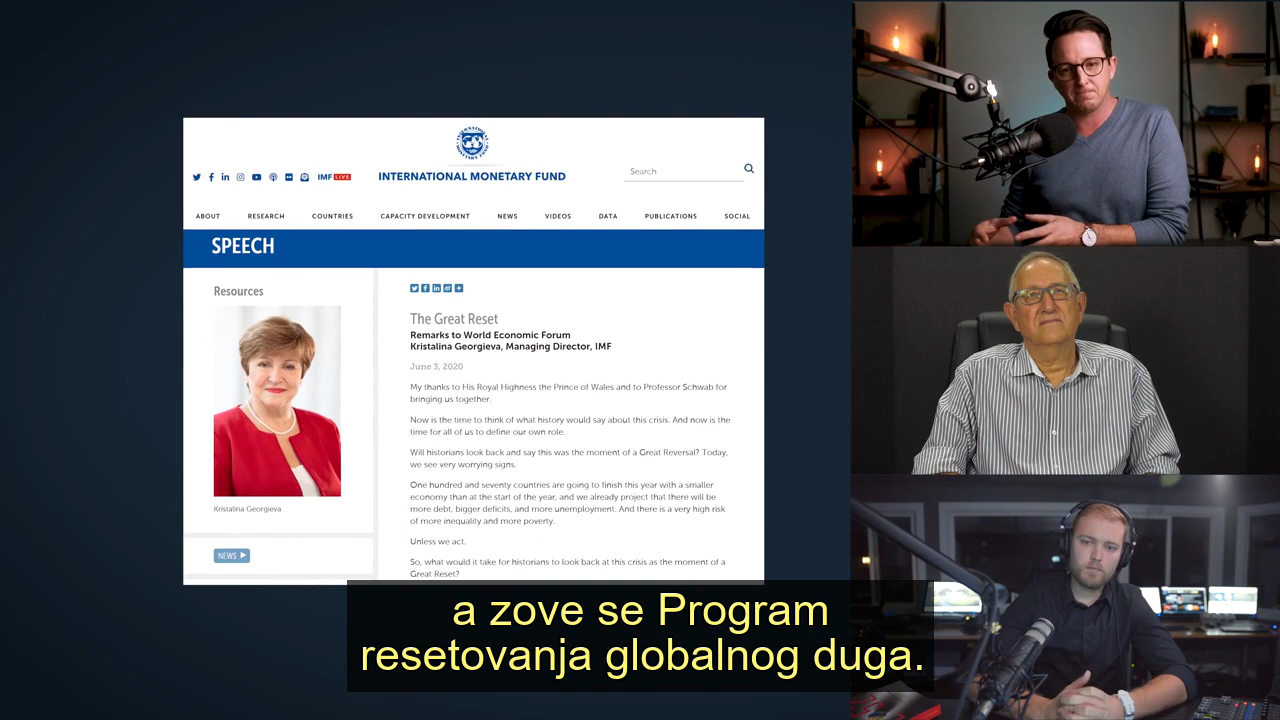 IMF LIVE
INTERNATIONAL MONETARY FUND
Search
ABOUT RESEARCH COUNTRIES CAPACITY DEVELOPMENT NEWS VIDEOS DATA PUBLICATIONS SOCIAL
SPEECH
Resources
Kristalina Georgieva
NEWS
The Great Reset
Remarks to World Economic Forum
Kristalina Georgieva, Managing Director, IMF
June 3, 2020
My thanks to His Royal Highness the Prince of Wales and to Professor Schwab for
bringing us together.
Now is the time to think of what history would say about this crisis. And now is the
time for all of us to define our own role.
Will historians look back and say this was the moment of a Great Reversal? Today,
we see very worrying signs.
One hundred and seventy countries are going to finish this year with a smaller
economy than at the start of the year, and we already project that there will be
more debt, bigger deficits, and more unemployment. And there is a very high risk
of more inequality and more poverty.
Unless we act.
So, what would it take for historians to look back at this crisis as the moment of a
Great Reset?
a zove se Program
resetovanja globalnog duga.